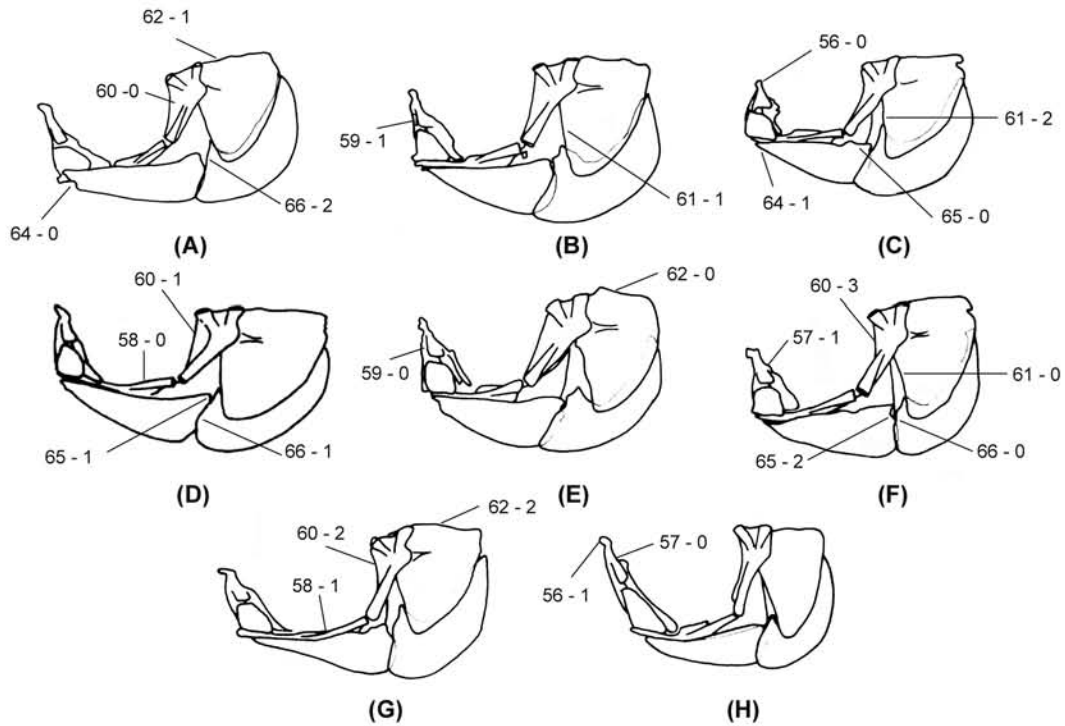 62 - 1
60 -0
64 - 0
66 - 2
(A)
59 - 1
61 - 1
(B)
56 - 0
61 - 2
64 - 1
65 - 0
(C)
60 - 1
58 - 0
65 - 1
66 - 1
(D)
62 - 0
59 - 0
(E)
60 - 3
57 - 1
61 - 0
65 - 2
66 - 0
(F)
62 - 2
60 - 2
58 - 1
(G)
57 - 0
56 - 1
(H)